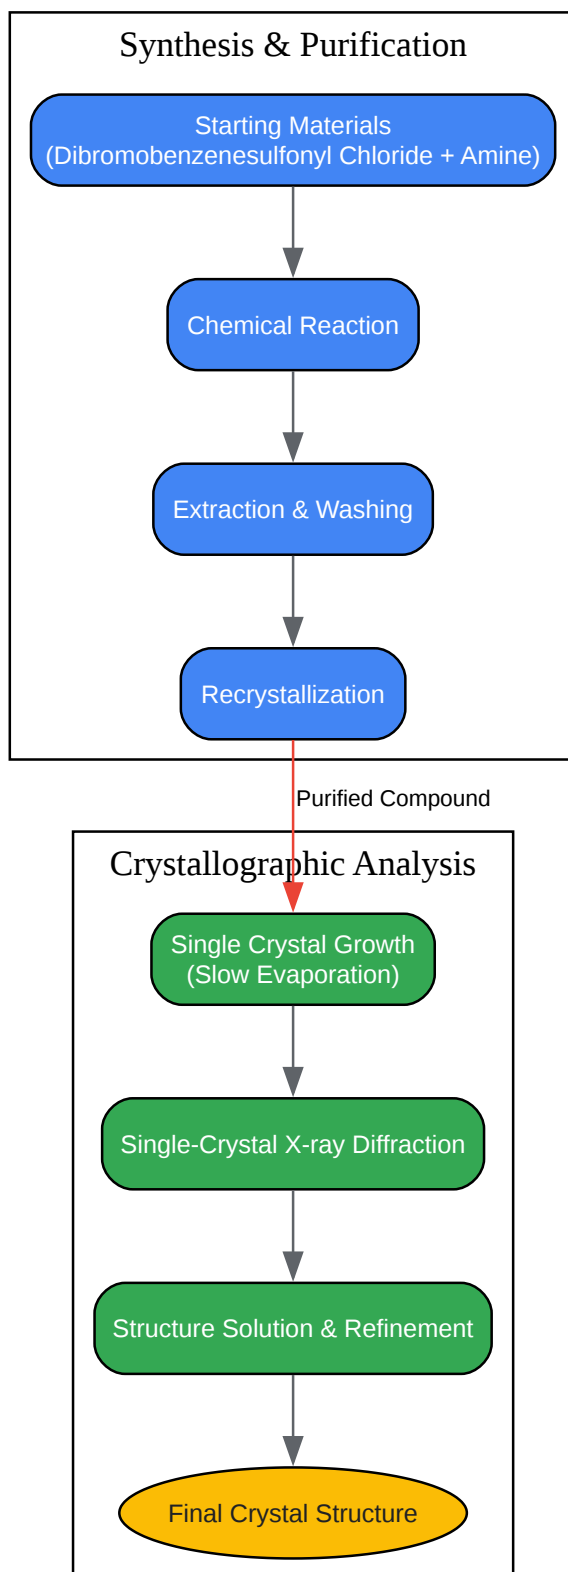 Synthesis & Purification
Starting Materials
(Dibromobenzenesulfonyl Chloride + Amine)
Chemical Reaction
Extraction & Washing
Recrystallization
Purified Compound
Crystallographic Analysis
Single Crystal Growth
(Slow Evaporation)
Single-Crystal X-ray Diffraction
Structure Solution & Refinement
Final Crystal Structure